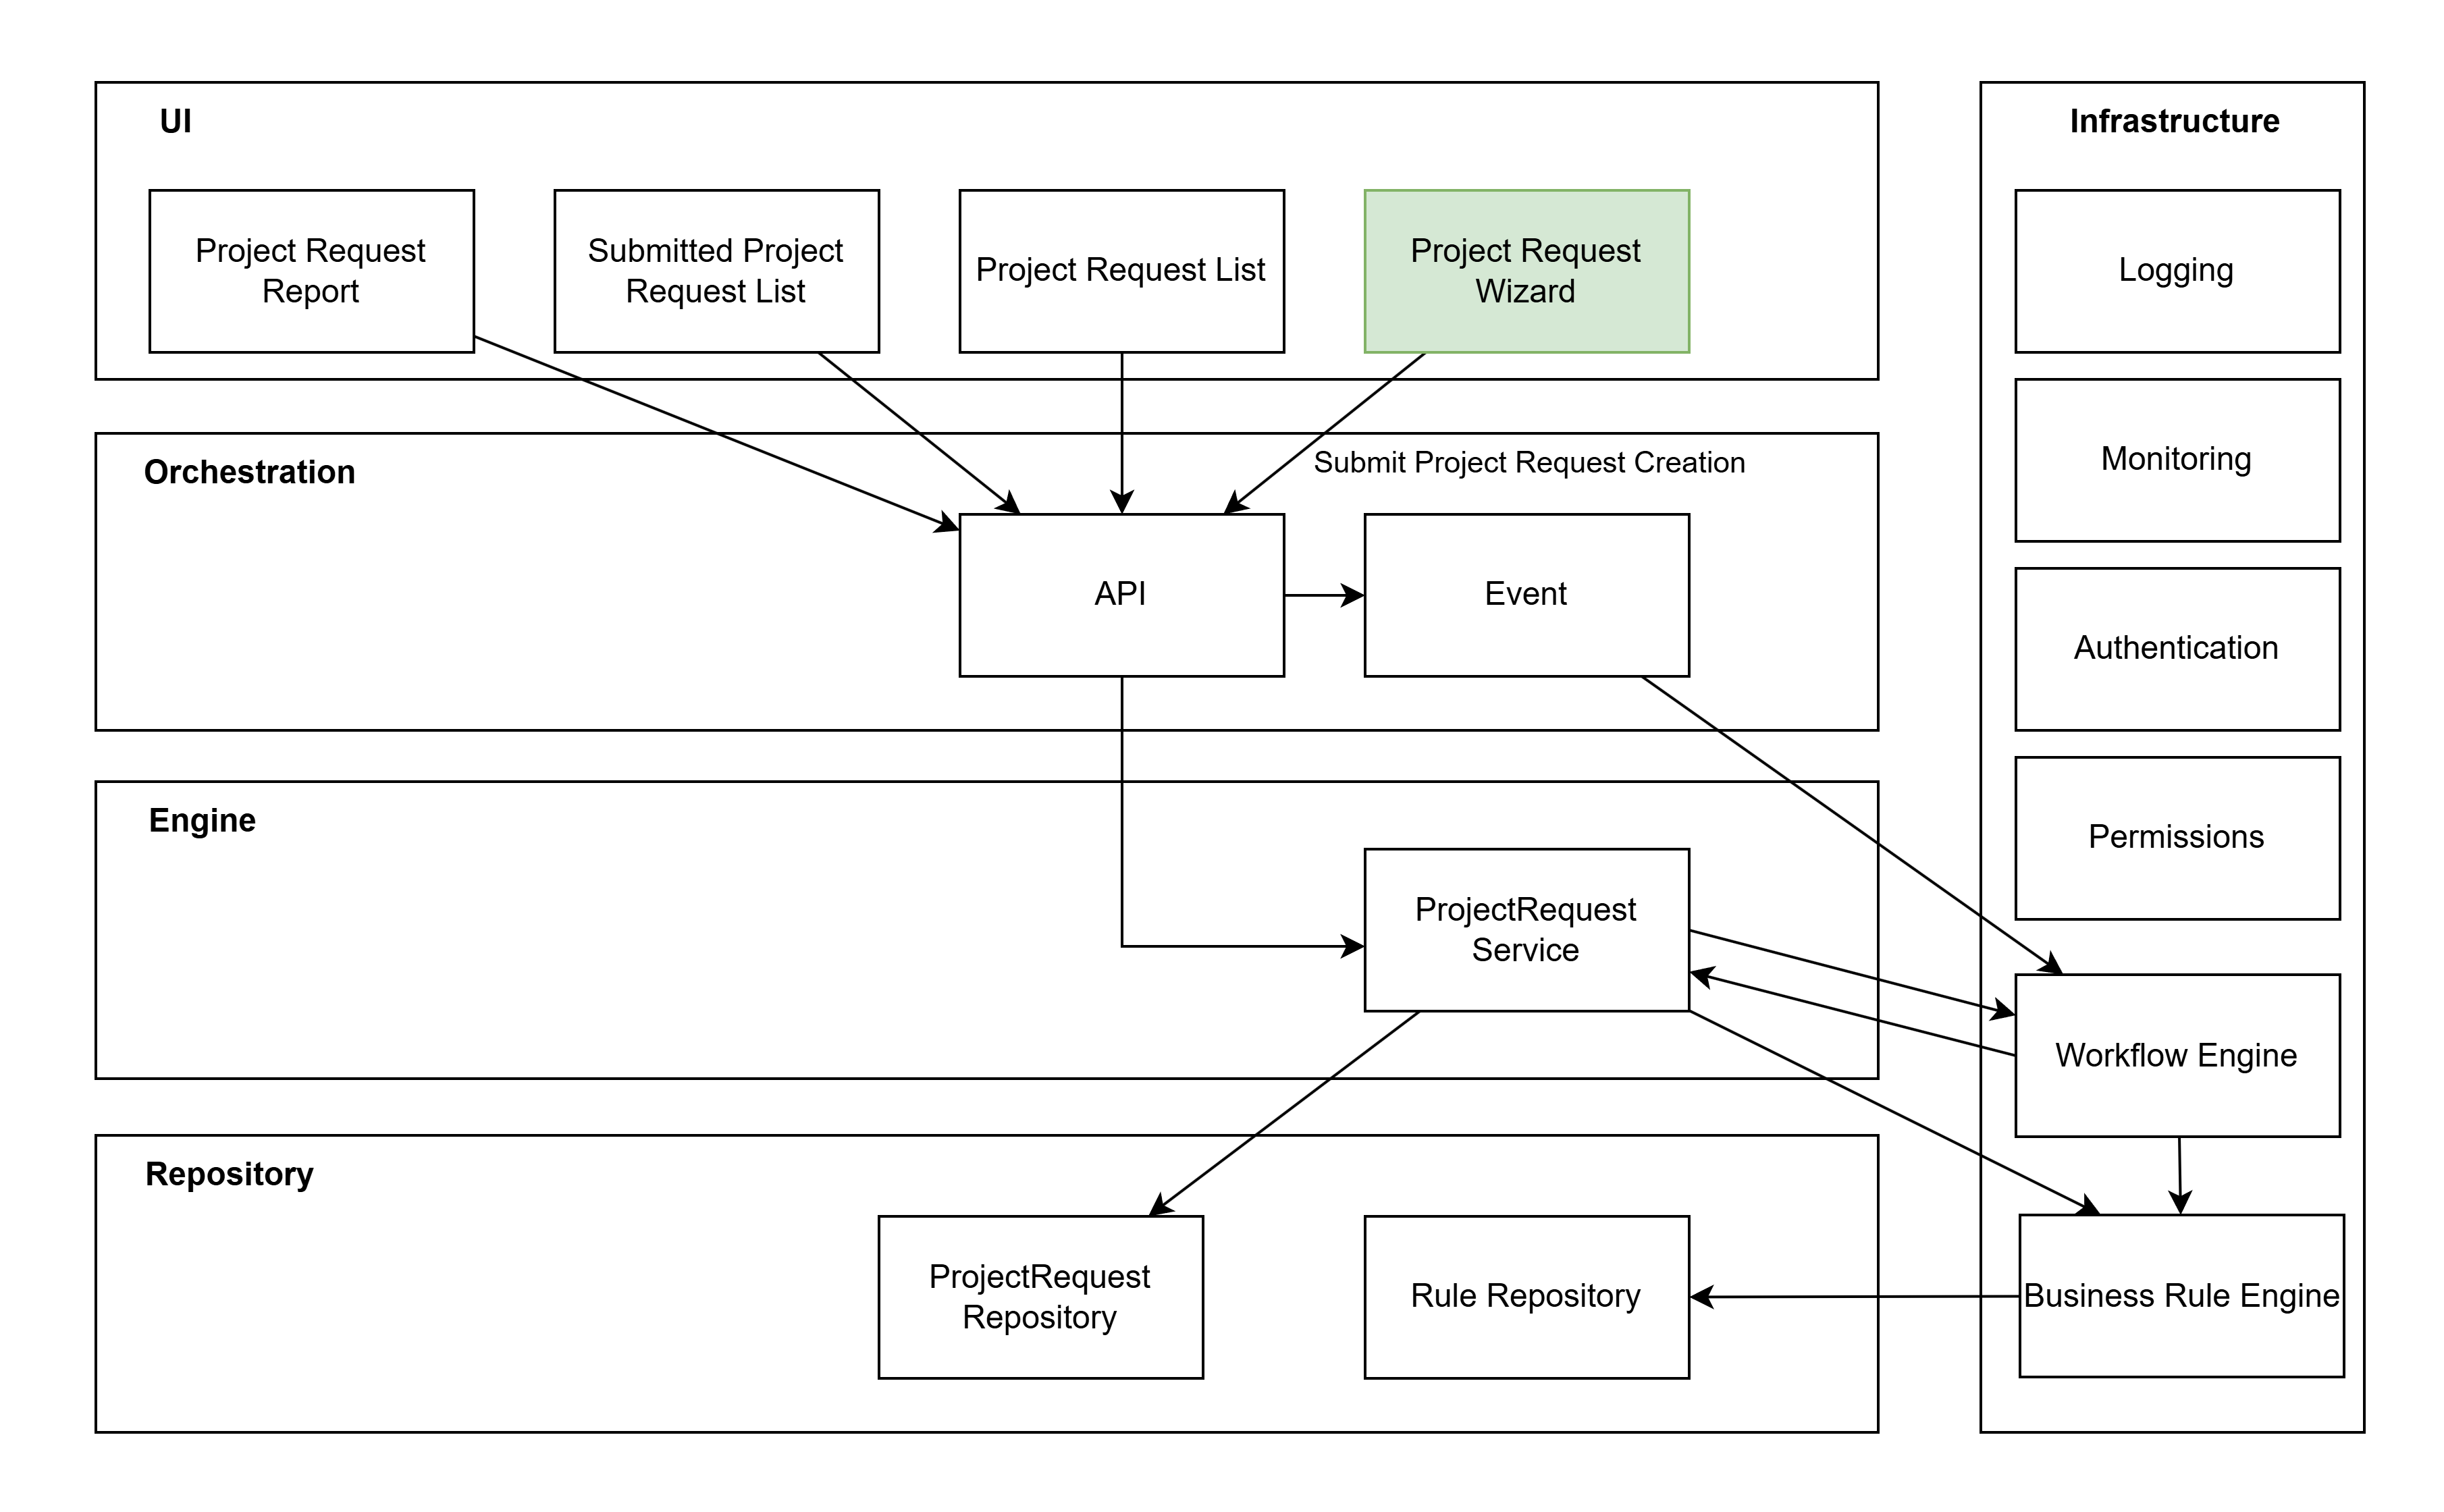 UI
Project Request
Report
Submitted Project
Request List
Project Request List
Project Request
Wizard
Orchestration
Submit Project Request Creation
API
Event
Engine
ProjectRequest
Service
Repository
ProjectRequest
Repository
Rule Repository
Infrastructure
Logging
Monitoring
Authentication
Permissions
Workflow Engine
Business Rule Engine